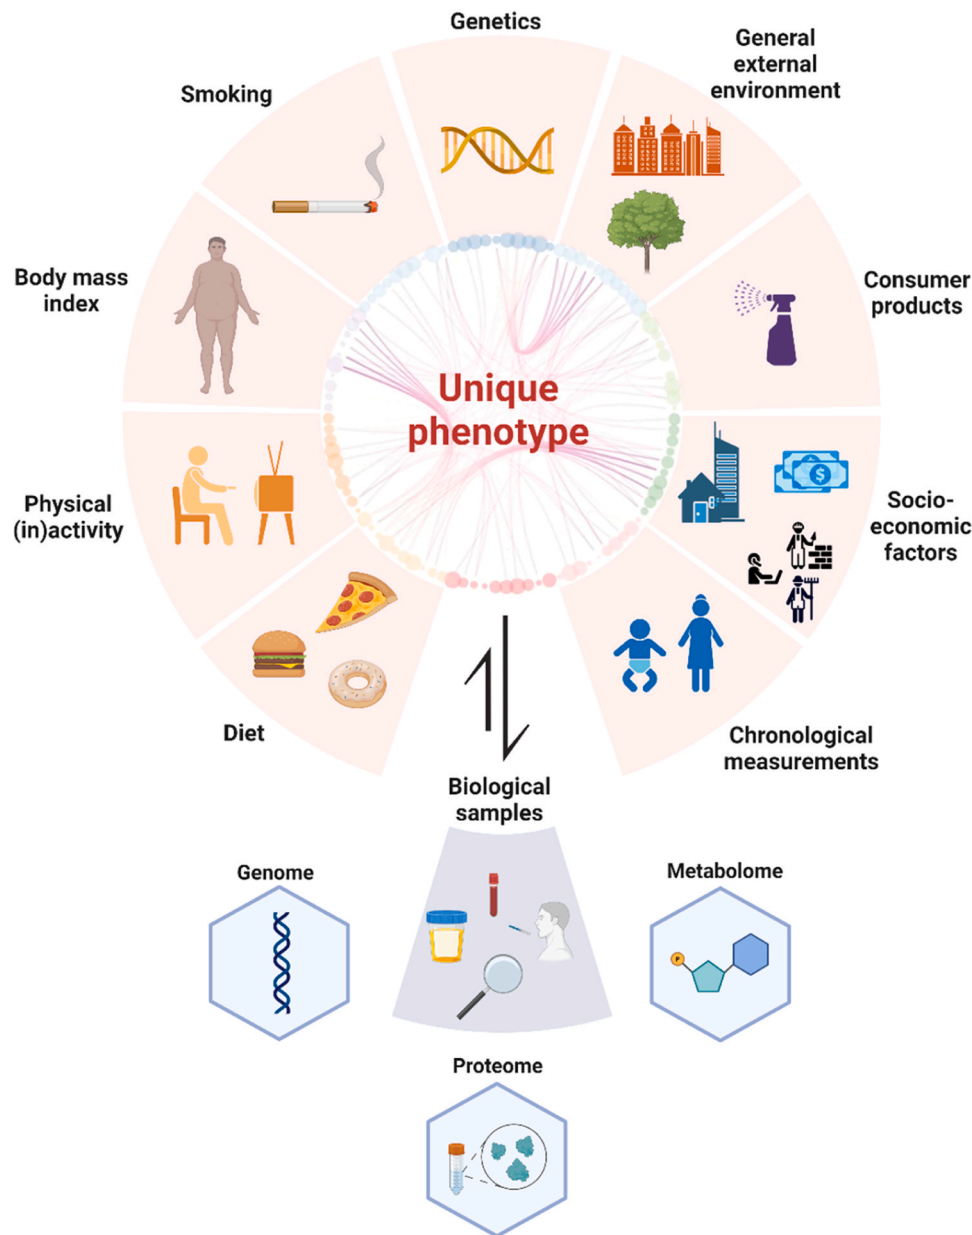 Genetics
General
external
environment
Smoking
Body mass
index
Consumer
products
Unique
phenotype
Physical
(in)activity
Socio-
economic
factors
$
Diet
Chronological
measurements
Biological
samples
Genome
Metabolome
P
Proteome